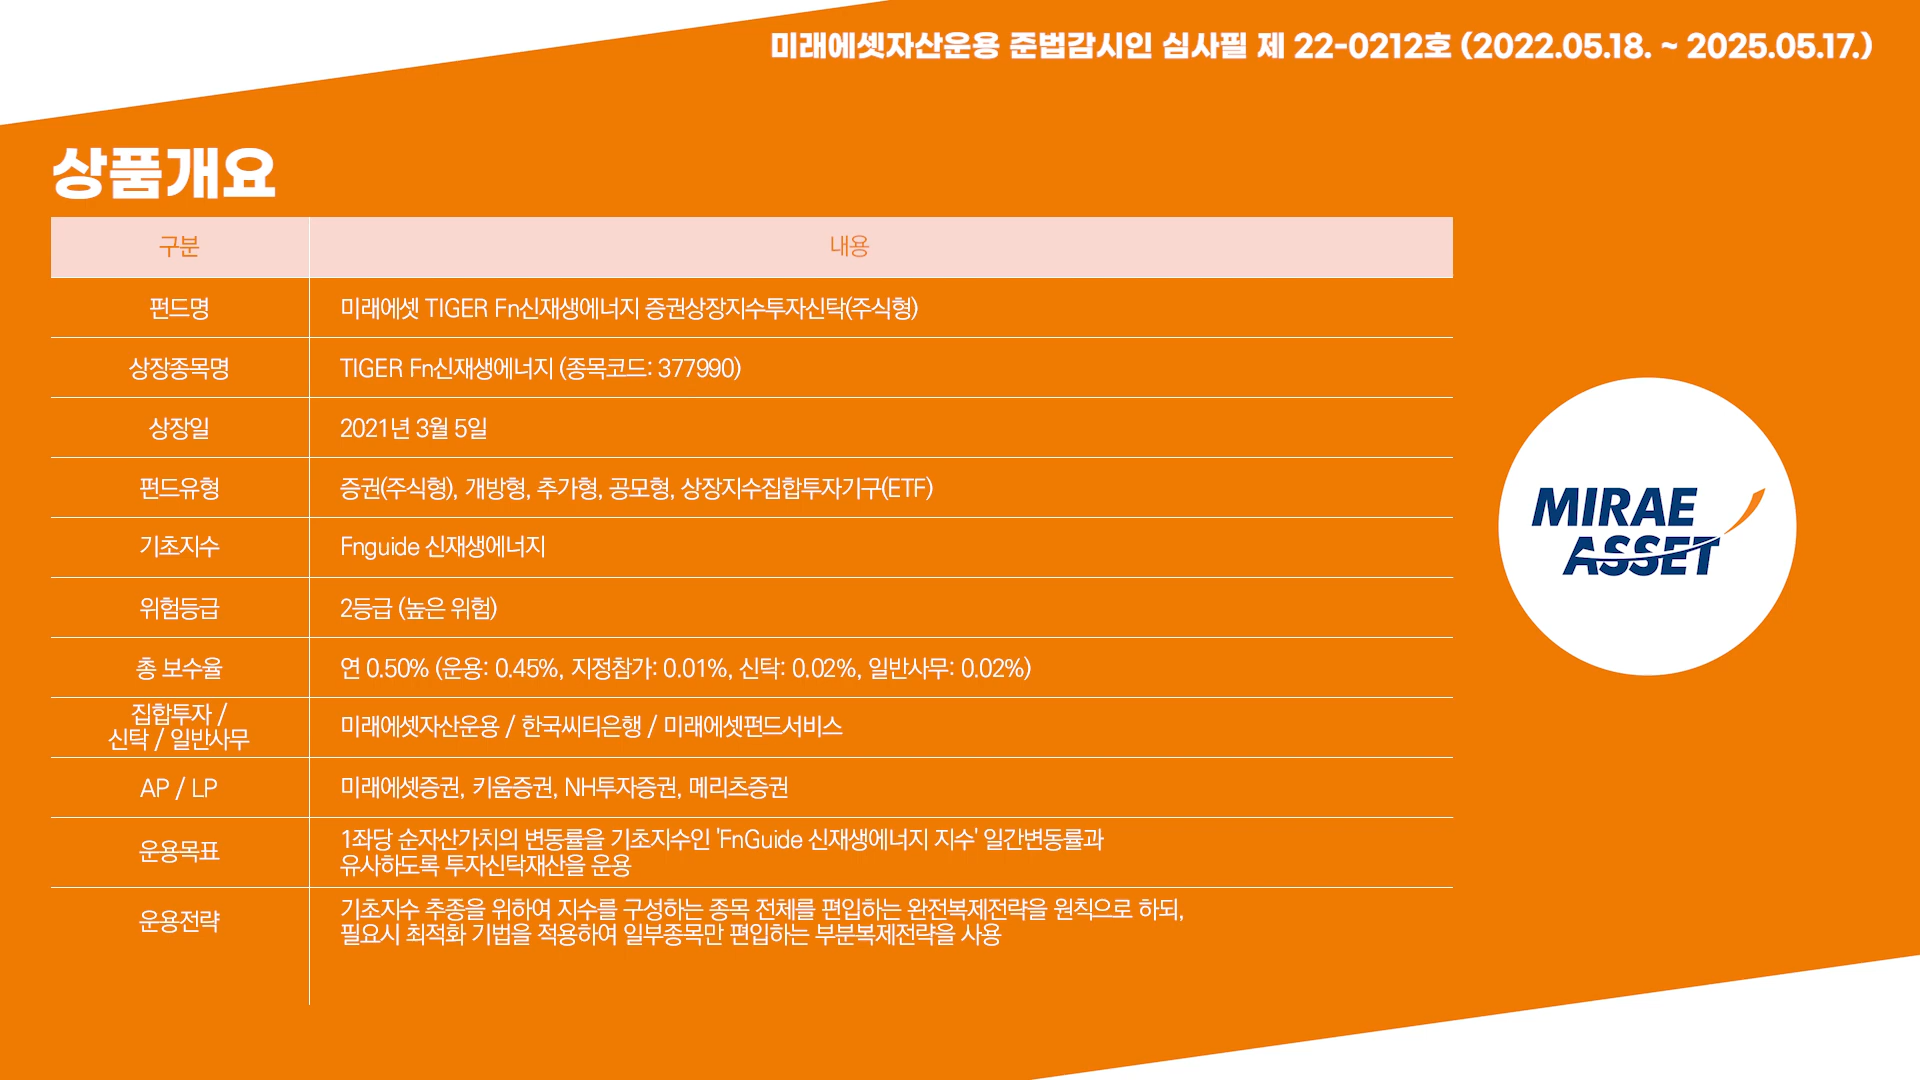 미래에셋자산운용 준법감시인 심사필 제 22-0212호 (2022.05.18. ~ 2025.05.17.)
상품개요
구분
내용
펀드명
미래에셋 TIGER Fn신재생에너지 증권상장지수투자신탁(주식형)
상장종목명
TIGER Fn신재생에너지 (종목코드: 377990)
상장일
2021년 3월 5일
펀드유형
증권(주식형), 개방형, 추가형, 공모형, 상장지수집합투자기구(ETF)
기초지수
Fnguide 신재생에너지
위험등급
2등급 (높은 위험)
총 보수율
연 0.50% (운용: 0.45%, 지정참가: 0.01%, 신탁: 0.02%, 일반사무: 0.02%)
집합투자 /
신탁 / 일반사무
미래에셋자산운용 / 한국씨티은행 / 미래에셋펀드서비스
AP / LP
미래에셋증권, 키움증권, NH투자증권, 메리츠증권
운용목표
1좌당 순자산가치의 변동률을 기초지수인 'FnGuide 신재생에너지 지수' 일간변동률과
유사하도록 투자신탁재산을 운용
운용전략
기초지수 추종을 위하여 지수를 구성하는 종목 전체를 편입하는 완전복제전략을 원칙으로 하되,
필요시 최적화 기법을 적용하여 일부종목만 편입하는 부분복제전략을 사용
MIRAE
ASSET